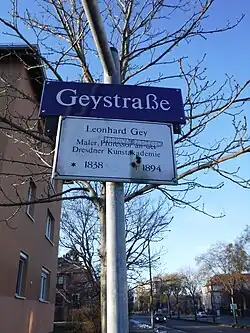 Geystraße
Leonhard Gey
Maler, Professor an der
Dresdner Kunstakademie
* 1838 1894